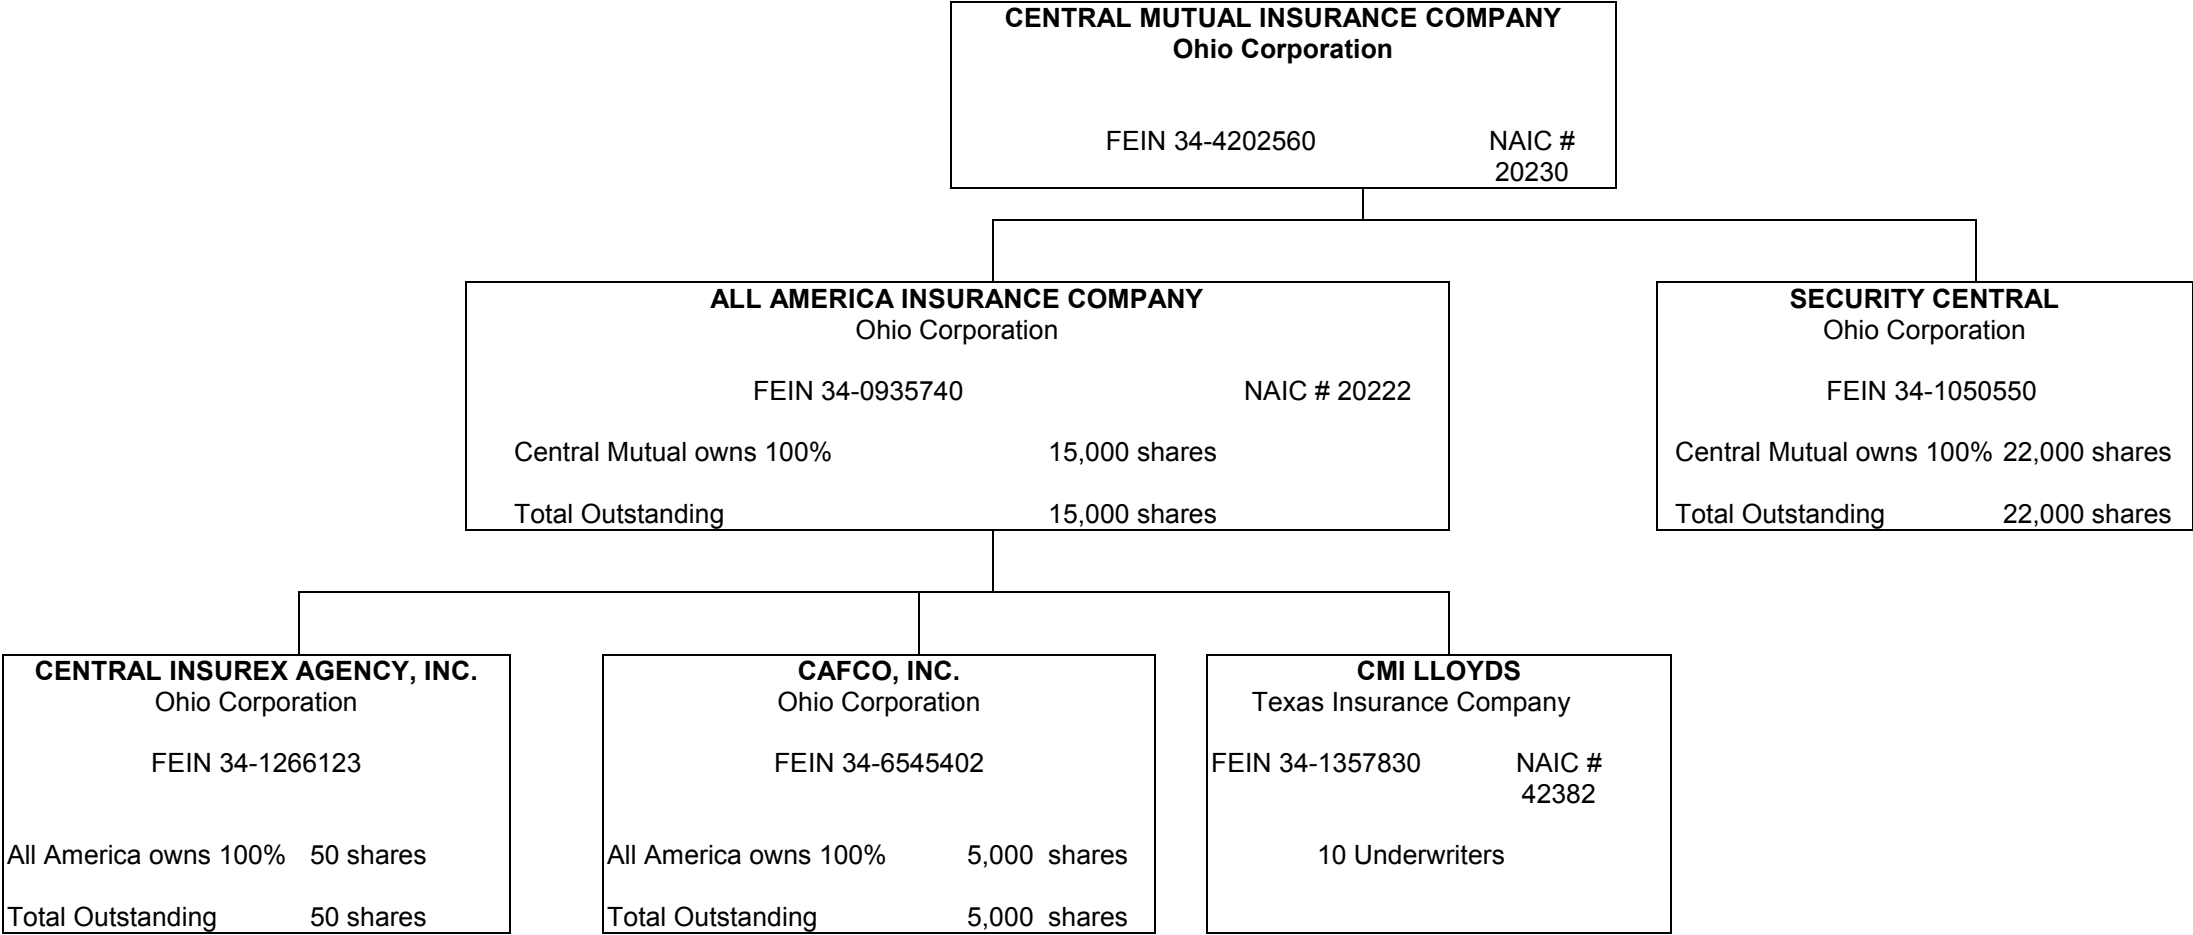 CENTRAL MUTUAL INSURANCE COMPANY
Ohio Corporation
FEIN 34-4202560 NAIC #
20230
ALL AMERICA INSURANCE COMPANY
Ohio Corporation
FEIN 34-0935740 NAIC # 20222
Central Mutual owns 100% 15,000 shares
Total Outstanding 15,000 shares
SECURITY CENTRAL
Ohio Corporation
FEIN 34-1050550
Central Mutual owns 100% 22,000 shares
Total Outstanding 22,000 shares
CENTRAL INSUREX AGENCY, INC.
Ohio Corporation
FEIN 34-1266123
All America owns 100% 50 shares
Total Outstanding 50 shares
CAFCO, INC.
Ohio Corporation
FEIN 34-6545402
All America owns 100% 5,000 shares
Total Outstanding 5,000 shares
CMI LLOYDS
Texas Insurance Company
FEIN 34-1357830 NAIC #
42382
10 Underwriters